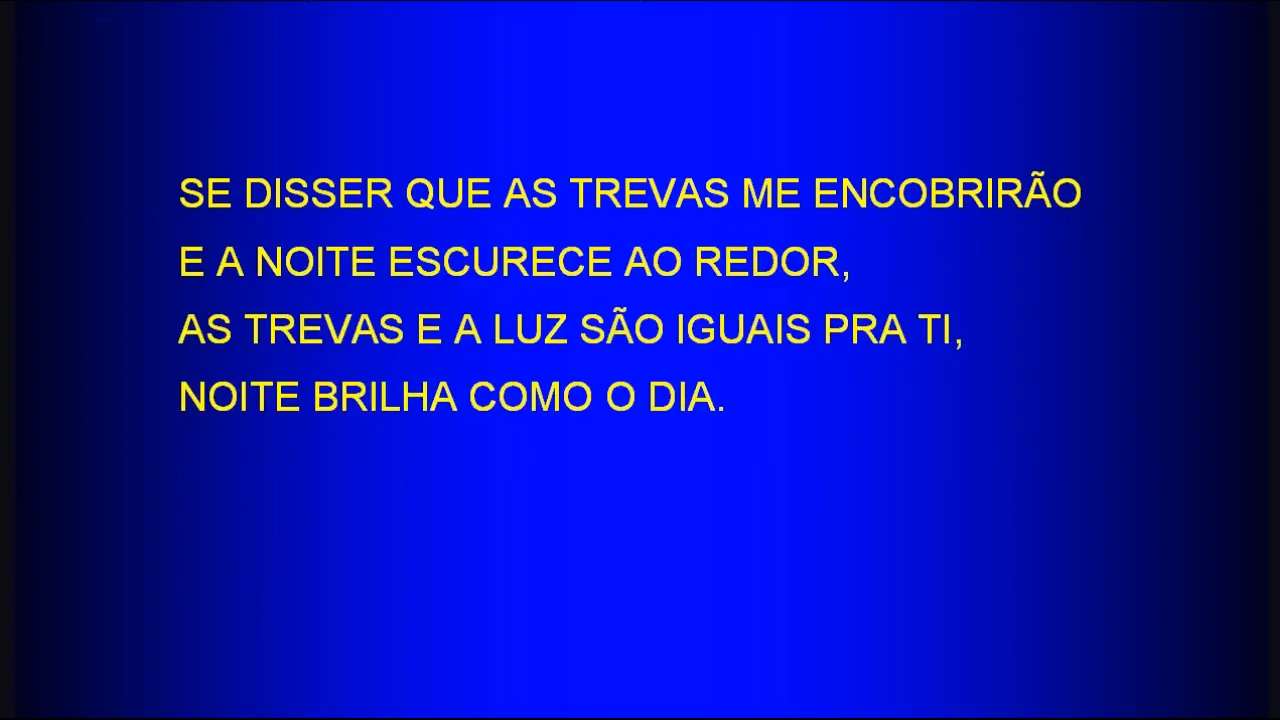 SE DISSER QUE AS TREVAS ME ENCOBRIRÃO
E A NOITE ESCURECE AO REDOR,
AS TREVAS E A LUZ SÃO IGUAIS PRA TI,
NOITE BRILHA COMO O DIA.